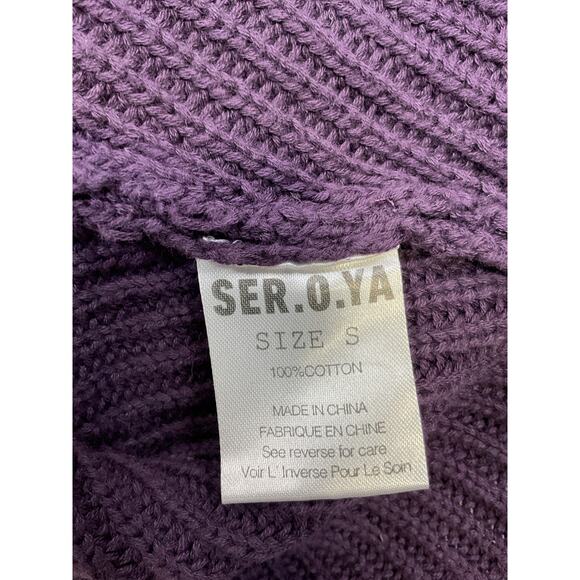 SER.O.YA
SIZE S
100%COTTON
MADE IN CHINA
FABRIQUE EN CHINE
See reverse for care
Voir L' Inverse Pour Le Soin